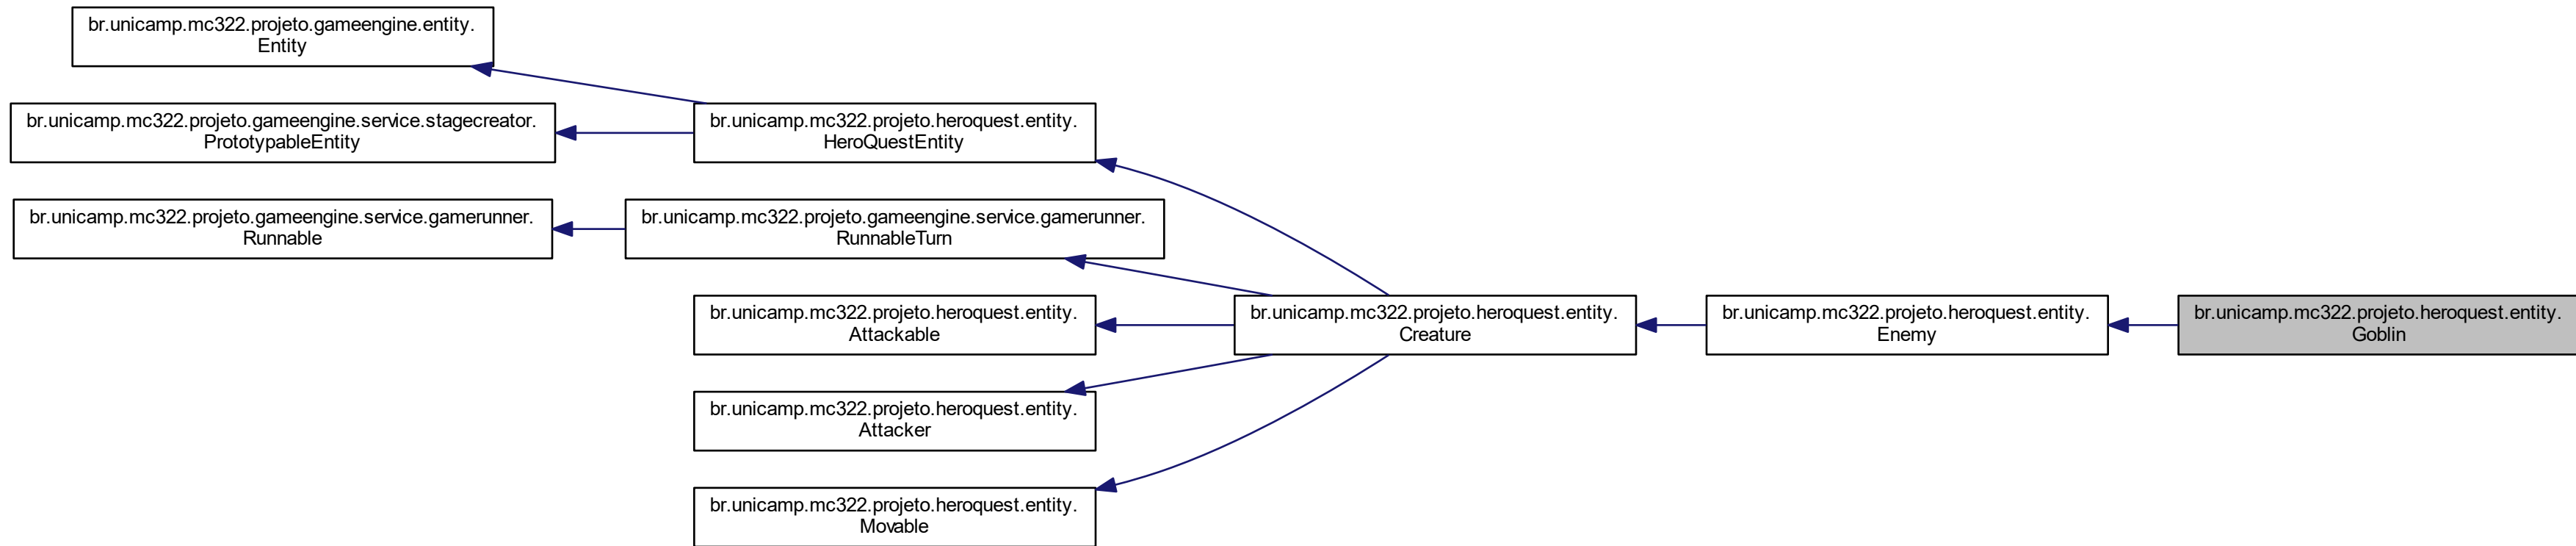 br.unicamp.mc322.projeto.gameengine.entity.
Entity
br.unicamp.mc322.projeto.gameengine.service.stagecreator.
PrototypableEntity
br.unicamp.mc322.projeto.heroquest.entity.
HeroQuestEntity
br.unicamp.mc322.projeto.gameengine.service.gamerunner.
Runnable
br.unicamp.mc322.projeto.gameengine.service.gamerunner.
RunnableTurn
br.unicamp.mc322.projeto.heroquest.entity.
Attackable
br.unicamp.mc322.projeto.heroquest.entity.
Creature
br.unicamp.mc322.projeto.heroquest.entity.
Enemy
br.unicamp.mc322.projeto.heroquest.entity.
Goblin
br.unicamp.mc322.projeto.heroquest.entity.
Attacker
br.unicamp.mc322.projeto.heroquest.entity.
Movable